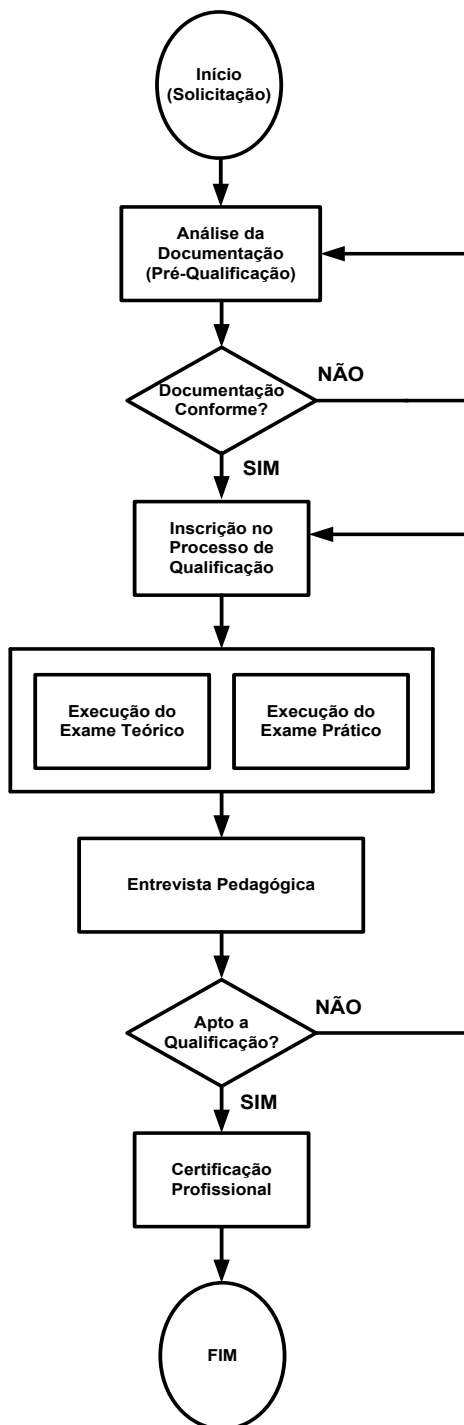 Início
(Solicitação)
Análise da
Documentação
(Pré-Qualificação)
Documentação
Conforme?
NÃO
SIM
Inscrição no
Processo de
Qualificação
Execução do
Exame Teórico
Execução do
Exame Prático
Entrevista Pedagógica
Apto a
Qualificação?
NÃO
SIM
Certificação
Profissional
FIM